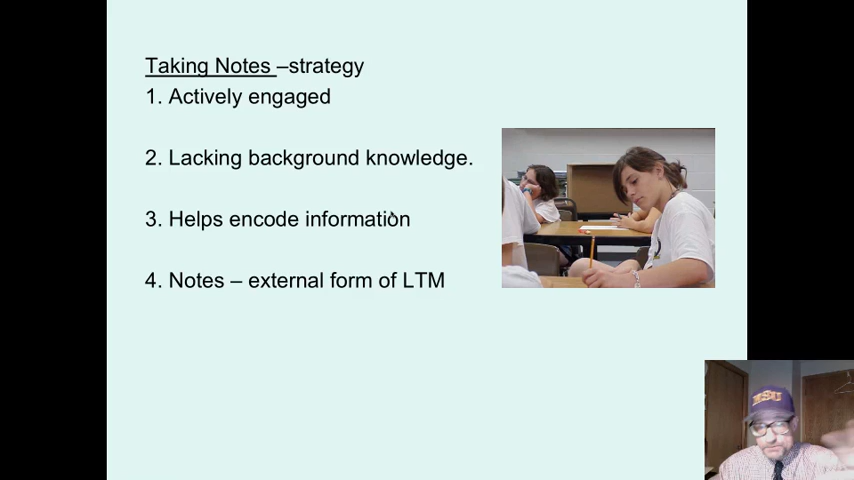 Taking Notes –strategy
1. Actively engaged
2. Lacking background knowledge.
3. Helps encode information
4. Notes – external form of LTM